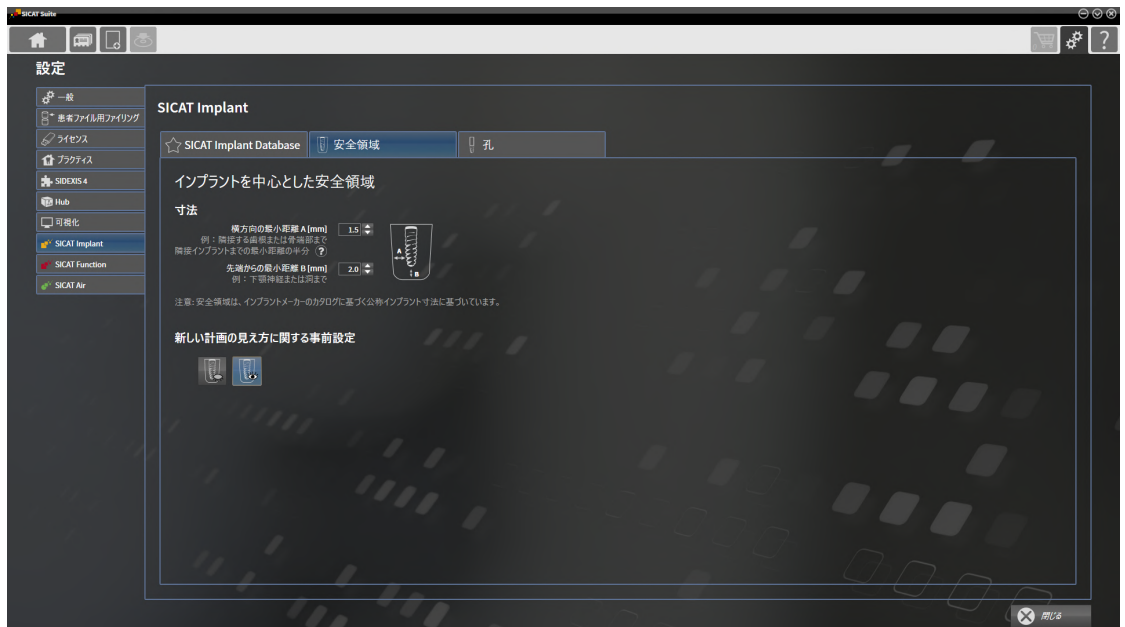 SICAT Suite
?
設定
一般
患者ファイル用ファイリング
ライセンス
プラクティス
SIDEXIS 4
Hub
可視化
SICAT Implant
SICAT Function
SICAT Air
SICAT Implant
SICAT Implant Database
安全領域
孔
インプラントを中心とした安全領域
寸法
横方向の最小距離 A [mm] 1.5
例：隣接する歯根または骨端部まで
隣接インプラントまでの最小距離の半分 ?
先端からの最小距離 B [mm] 2.0
例：下顎神経または洞まで
A
B
注意: 安全領域は、インプラントメーカーのカタログに基づく公称インプラント寸法に基づいています。
新しい計画の見え方に関する事前設定
閉じる